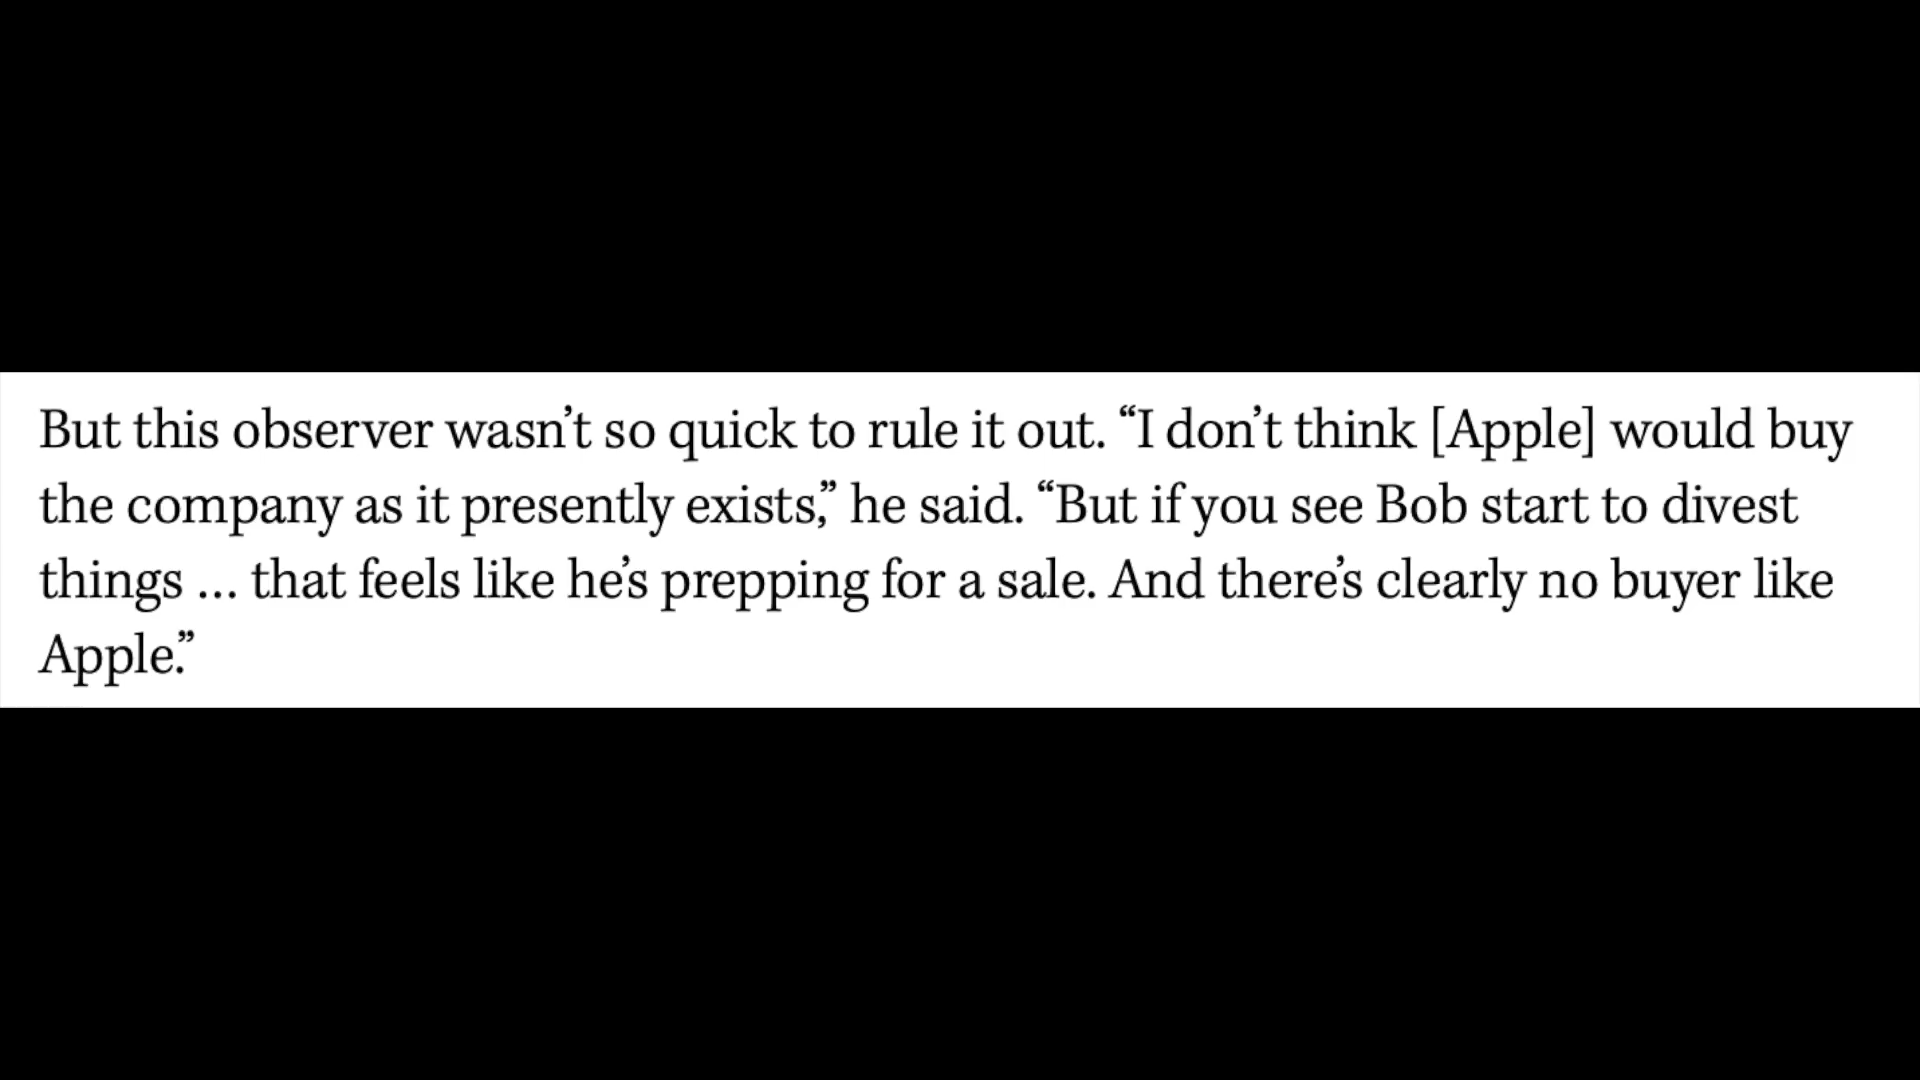 But this observer wasn’t so quick to rule it out. “I don’t think [Apple] would buy
the company as it presently exists,” he said. “But if you see Bob start to divest
things … that feels like he’s prepping for a sale. And there’s clearly no buyer like
Apple.”